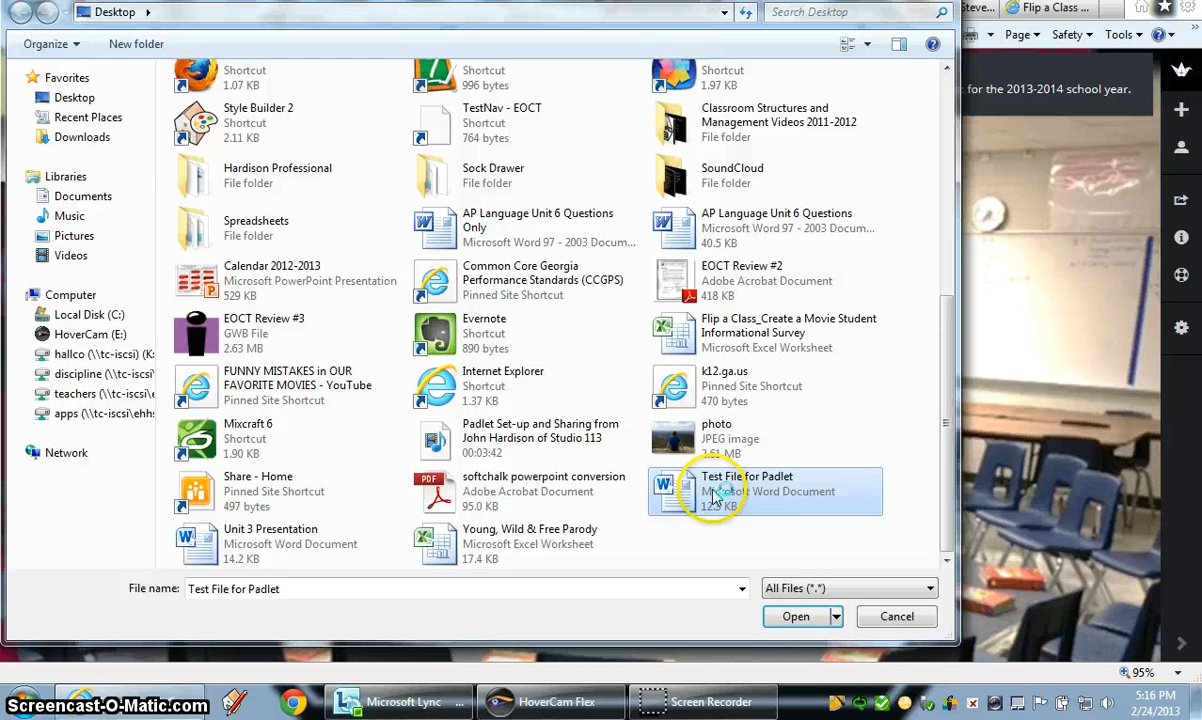 Desktop
Search Desktop
Steve...
Flip a Class ...
Organize
New folder
Page
Safety
Tools
Favorites
Desktop
Recent Places
Downloads
Libraries
Documents
Music
Pictures
Videos
Computer
Local Disk (C:)
HoverCam (E:)
hallco (\\tc-iscsi) (K:
discipline (\\tc-iscsi
teachers (\\tc-iscsi
apps (\\tc-iscsi\ehhs
Network
Shortcut
1.07 KB
Shortcut
996 bytes
Shortcut
1.97 KB
Style Builder 2
Shortcut
2.11 KB
TestNav - EOCT
Shortcut
764 bytes
Classroom Structures and
Management Videos 2011-2012
File folder
Hardison Professional
File folder
Sock Drawer
File folder
SoundCloud
File folder
Spreadsheets
File folder
AP Language Unit 6 Questions
Only
Microsoft Word 97 - 2003 Docum...
AP Language Unit 6 Questions
Microsoft Word 97 - 2003 Docum...
40.5 KB
Calendar 2012-2013
Microsoft PowerPoint Presentation
529 KB
Common Core Georgia
Performance Standards (CCGPS)
Pinned Site Shortcut
EOCT Review #2
Adobe Acrobat Document
418 KB
EOCT Review #3
GWB File
2.63 MB
Evernote
Shortcut
890 bytes
Flip a Class_Create a Movie Student
Informational Survey
Microsoft Excel Worksheet
FUNNY MISTAKES in OUR
FAVORITE MOVIES - YouTube
Pinned Site Shortcut
Internet Explorer
Shortcut
1.37 KB
k12.ga.us
Pinned Site Shortcut
470 bytes
Mixcraft 6
Shortcut
1.90 KB
Padlet Set-up and Sharing from
John Hardison of Studio 113
00:03:42
photo
JPEG image
2.61 MB
Share - Home
Pinned Site Shortcut
497 bytes
PDF
softchalk powerpoint conversion
Adobe Acrobat Document
95.0 KB
Test File for Padlet
Microsoft Word Document
Unit 3 Presentation
Microsoft Word Document
14.2 KB
Young, Wild & Free Parody
Microsoft Excel Worksheet
17.4 KB
t for the 2013-2014 school year.
File name:
Test File for Padlet
All Files (*.*)
Open
Cancel
95%
Screencast-O-Matic.com
Microsoft Lync
...
HoverCam Flex
Screen Recorder
5:16 PM
2/24/2013